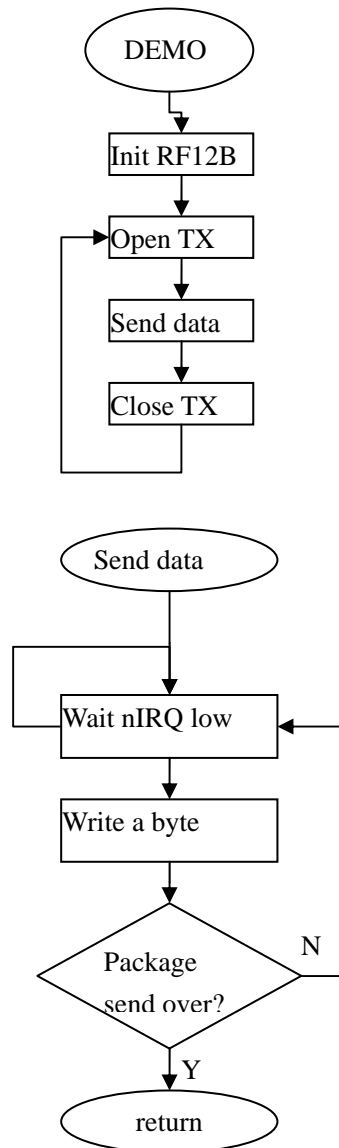 DEMO
Init RF12B
Open TX
Send data
Close TX
Send data
Wait nIRQ low
Write a byte
Package
send over?
N
Y
return